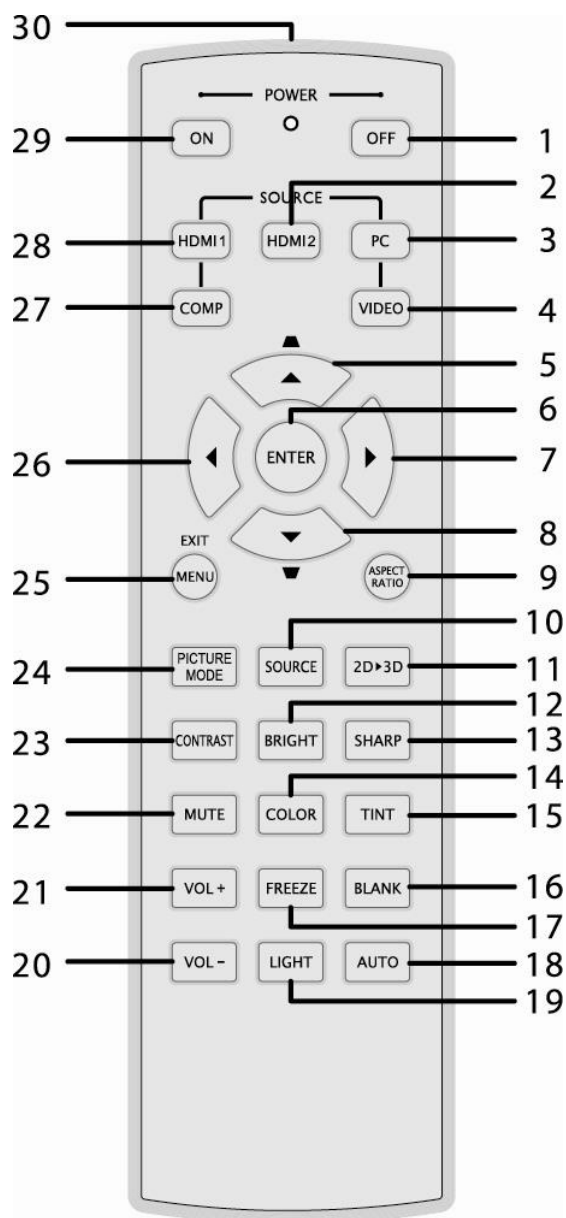 30
POWER
29 ON OFF 1
2
SOURCE
28 HDMI 1 HDMI2 PC 3
27 COMP VIDEO 4
5
6
26 ENTER 7
8
EXIT
25 MENU ASPECT RATIO 9
10
24 PICTURE MODE SOURCE 2D▸3D 11
12
23 CONTRAST BRIGHT SHARP 13
14
22 MUTE COLOR TINT 15
21 VOL + FREEZE BLANK 16
17
20 VOL - LIGHT AUTO 18
19